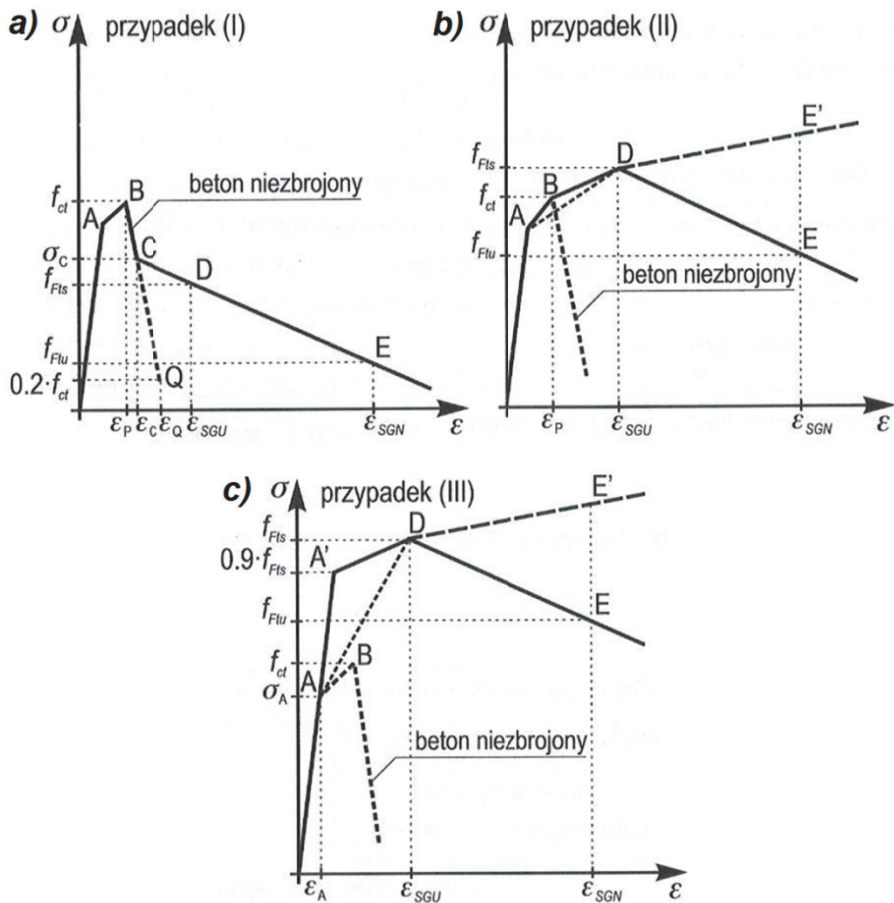 a) σ przypadek (I)
f_ct
B
beton niezbrojony
A
σ_C
C
f_Fts
D
f_Ftu
E
0.2·f_ct
Q
ε_P ε_C ε_Q ε_SGU ε_SGN ε
b) σ przypadek (II)
E'
f_Fts
D
f_ct
B
A
f_Ftu
E
beton niezbrojony
ε_P ε_SGU ε_SGN ε
c) σ przypadek (III)
E'
f_Fts
D
0.9·f_Fts
A'
f_Ftu
E
f_ct
B
σ_A
A
beton niezbrojony
ε_A ε_SGU ε_SGN ε